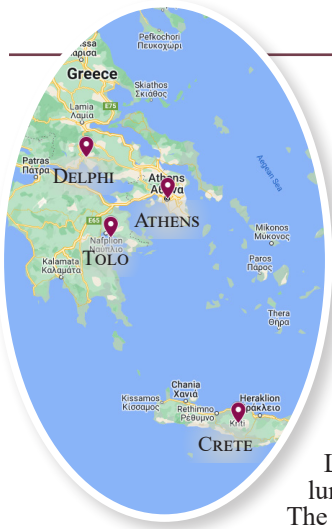 Pefkochori
Πευκοχώρι
Greece
Skiathos
Σκιάθος
Lamia
Λαμία
E75
Patras
Πάτρα
DELPHI
Athens
Αθήνα
ATHENS
Aegean Sea
E65
Nafplion
Ναύπλιο
TOLO
Kalamata
Καλαμάτα
Mikonos
Μύκονος
Paros
Πάρος
Thera
Θήρα
Chania
Χανιά
Kissamos
Κίσσαμος
Rethimno
Ρέθυμνο
Heraklion
Kriti
CRETE
The